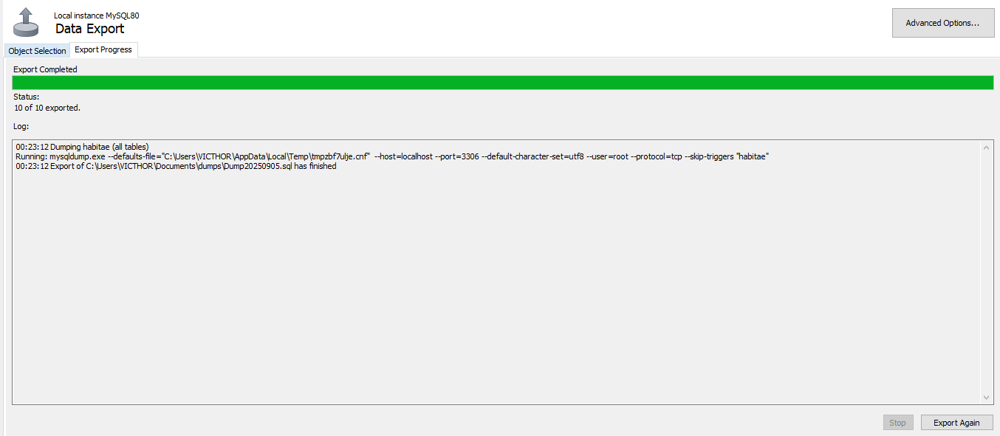 Local instance MySQL80
Data Export
Advanced Options...
Object Selection
Export Progress
Export Completed
Status:
10 of 10 exported.
Log:
00:23:12 Dumping habitae (all tables)
Running: mysqldump.exe --defaults-file="C:\Users\VICTHOR\AppData\Local\Temp\tmpzbf7ulje.cnf"  --host=localhost --port=3306 --default-character-set=utf8 --user=root --protocol=tcp --skip-triggers "habitae"
00:23:12 Export of C:\Users\VICTHOR\Documents\dumps\Dump20250905.sql has finished
Stop
Export Again